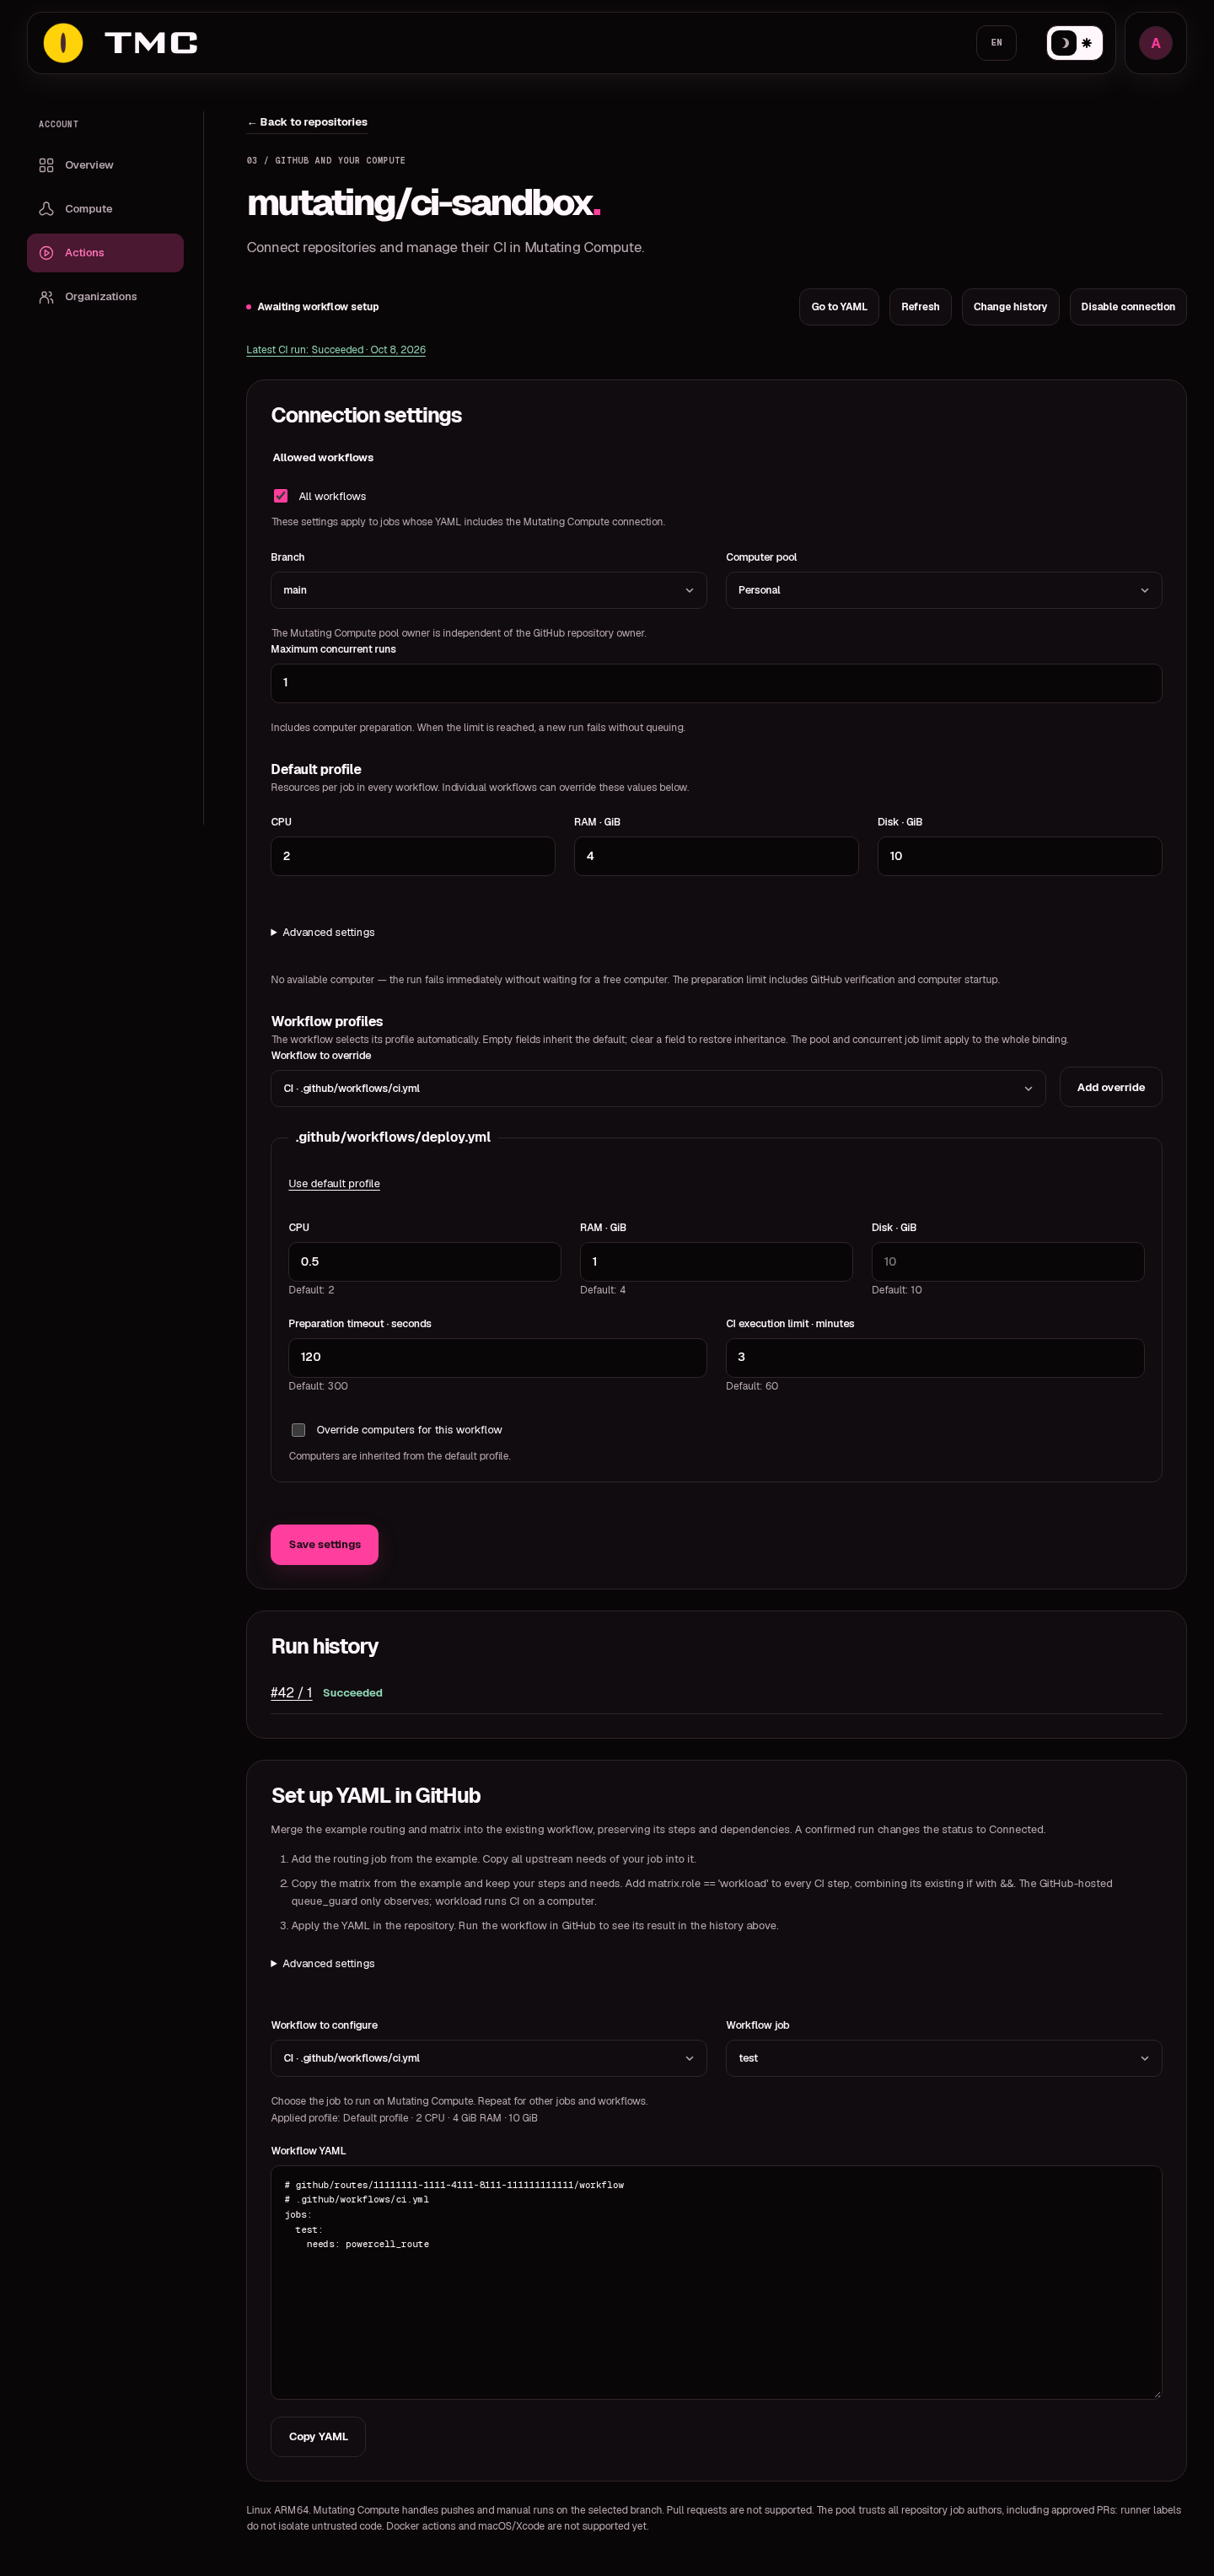 TMC
EN
A
ACCOUNT
Overview
Compute
Actions
Organizations
← Back to repositories
03 / GITHUB AND YOUR COMPUTE
mutating/ci-sandbox.
Connect repositories and manage their CI in Mutating Compute.
Awaiting workflow setup
Go to YAML
Refresh
Change history
Disable connection
Latest CI run: Succeeded · Oct 8, 2026
Connection settings
Allowed workflows
All workflows
These settings apply to jobs whose YAML includes the Mutating Compute connection.
Branch
Computer pool
main
Personal
The Mutating Compute pool owner is independent of the GitHub repository owner.
Maximum concurrent runs
1
Includes computer preparation. When the limit is reached, a new run fails without queuing.
Default profile
Resources per job in every workflow. Individual workflows can override these values below.
CPU
RAM · GiB
Disk · GiB
2
4
10
Advanced settings
No available computer — the run fails immediately without waiting for a free computer. The preparation limit includes GitHub verification and computer startup.
Workflow profiles
The workflow selects its profile automatically. Empty fields inherit the default; clear a field to restore inheritance. The pool and concurrent job limit apply to the whole binding.
Workflow to override
CI · .github/workflows/ci.yml
Add override
.github/workflows/deploy.yml
Use default profile
CPU
RAM · GiB
Disk · GiB
0.5
1
10
Default: 2
Default: 4
Default: 10
Preparation timeout · seconds
CI execution limit · minutes
120
3
Default: 300
Default: 60
Override computers for this workflow
Computers are inherited from the default profile.
Save settings
Run history
#42 / 1 Succeeded
Set up YAML in GitHub
Merge the example routing and matrix into the existing workflow, preserving its steps and dependencies. A confirmed run changes the status to Connected.
1. Add the routing job from the example. Copy all upstream needs of your job into it.
2. Copy the matrix from the example and keep your steps and needs. Add matrix.role == 'workload' to every CI step, combining its existing if with &&. The GitHub-hosted
queue_guard only observes; workload runs CI on a computer.
3. Apply the YAML in the repository. Run the workflow in GitHub to see its result in the history above.
Advanced settings
Workflow to configure
Workflow job
CI · .github/workflows/ci.yml
test
Choose the job to run on Mutating Compute. Repeat for other jobs and workflows.
Applied profile: Default profile · 2 CPU · 4 GiB RAM · 10 GiB
Workflow YAML
# github/routes/11111111-1111-4111-8111-111111111111/workflow
# .github/workflows/ci.yml
jobs:
test:
needs: powercell_route
Copy YAML
Linux ARM64. Mutating Compute handles pushes and manual runs on the selected branch. Pull requests are not supported. The pool trusts all repository job authors, including approved PRs: runner labels
do not isolate untrusted code. Docker actions and macOS/Xcode are not supported yet.